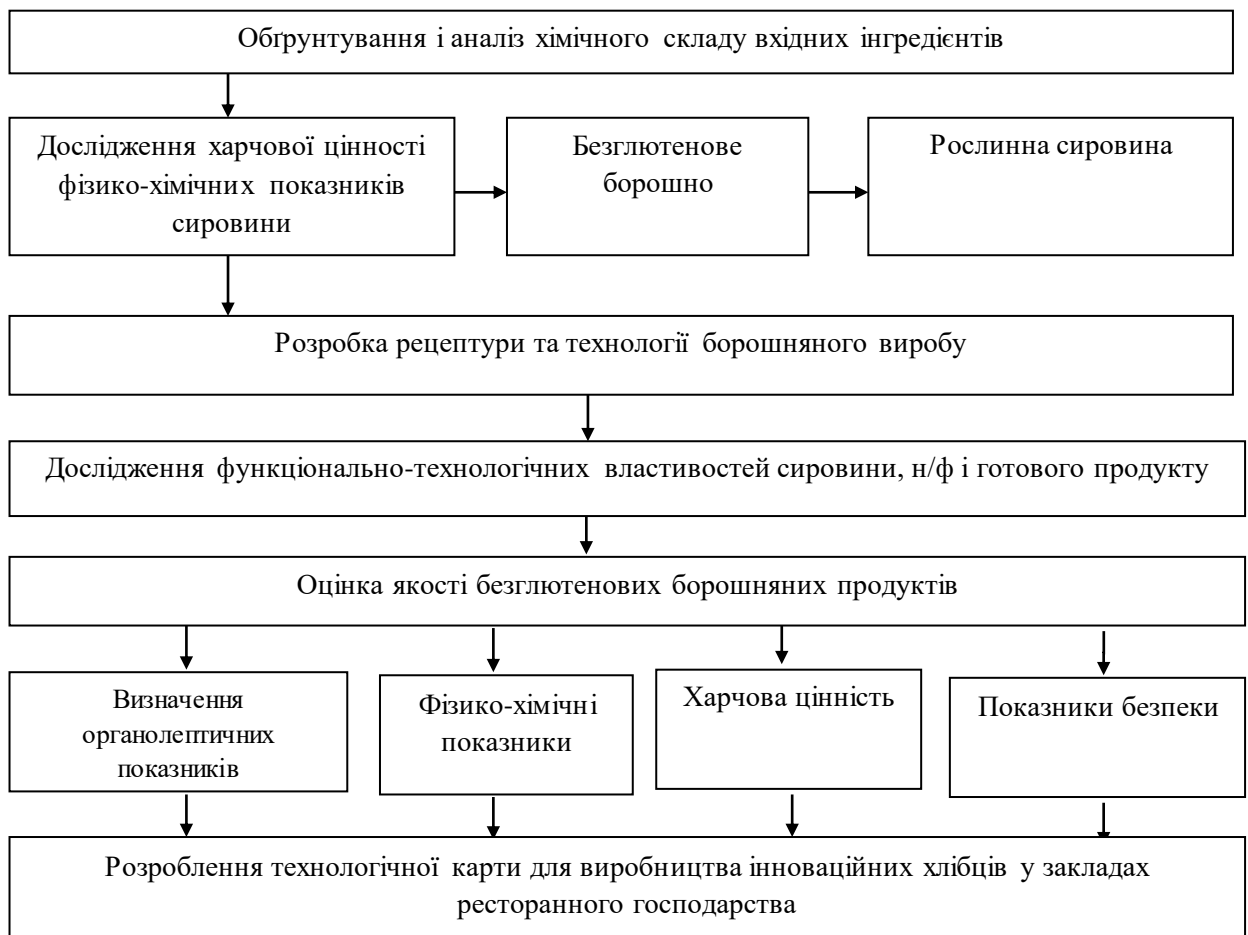 Обґрунтування і аналіз хімічного складу вхідних інгредієнтів
Дослідження харчової цінності
фізико-хімічних показників
сировини
Безглютенове
борошно
Рослинна сировина
Розробка рецептури та технології борошняного виробу
Дослідження функціонально-технологічних властивостей сировини, н/ф і готового продукту
Оцінка якості безглютенових борошняних продуктів
Визначення
органолептичних
показників
Фізико-хімічні
показники
Харчова цінність
Показники безпеки
Розроблення технологічної карти для виробництва інноваційних хлібців у закладах
ресторанного господарства